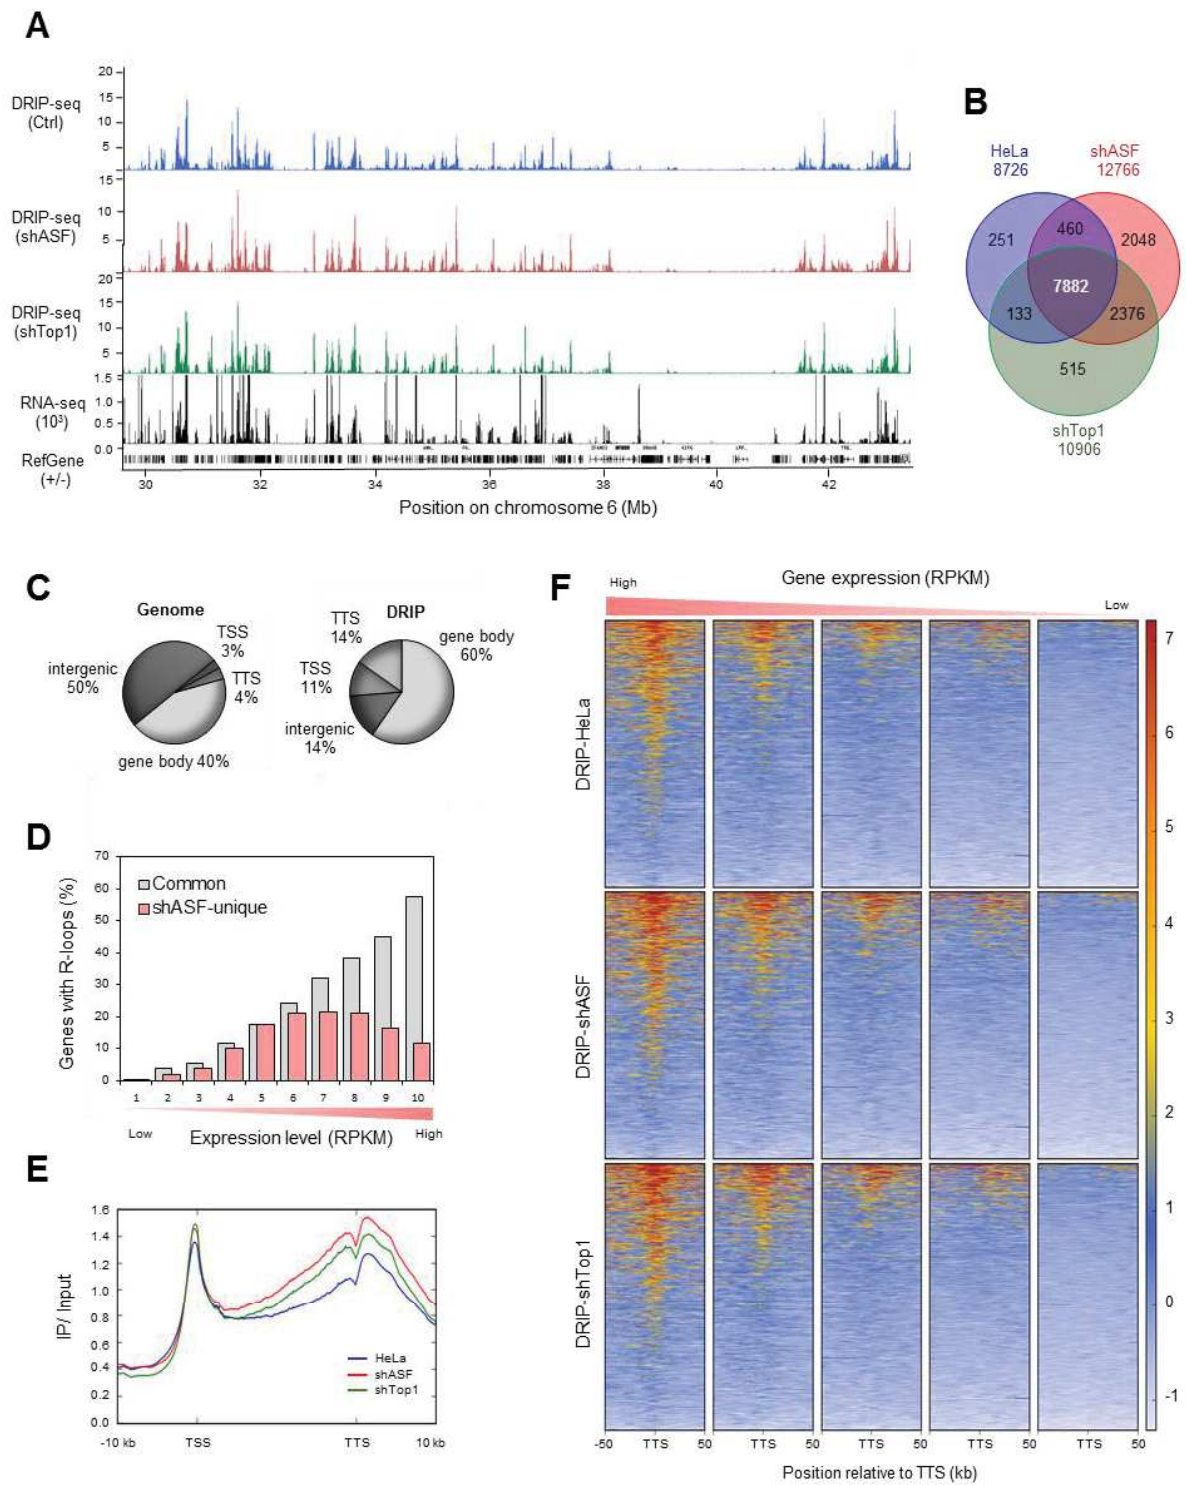 A
DRIP-seq
(Ctrl)
20
15
10
5
DRIP-seq
(shASF)
15
10
5
DRIP-seq
(shTop1)
20
15
10
5
RNA-seq
(10³)
1.5
1.0
0.5
0.0
RefGene
(+/-)
30 32 34 36 38 40 42
Position on chromosome 6 (Mb)
B
HeLa
8726
shASF
12766
251
460
2048
7882
133
2376
515
shTop1
10906
C
Genome
TSS
3%
TTS
4%
intergenic
50%
gene body 40%
DRIP
TTS
14%
gene body
60%
TSS
11%
intergenic
14%
D
Genes with R-loops (%)
70
60
50
40
30
20
10
0
Common
shASF-unique
1 2 3 4 5 6 7 8 9 10
Low Expression level (RPKM) High
E
IP/ Input
1.6
1.4
1.2
1.0
0.8
0.6
0.4
0.2
0.0
HeLa
shASF
shTop1
-10 kb TSS TTS 10 kb
F
Gene expression (RPKM)
High
Low
DRIP-HeLa
DRIP-shASF
DRIP-shTop1
7
6
5
4
3
2
1
0
-1
-50 TTS 50 TTS 50 TTS 50 TTS 50 TTS 50
Position relative to TTS (kb)